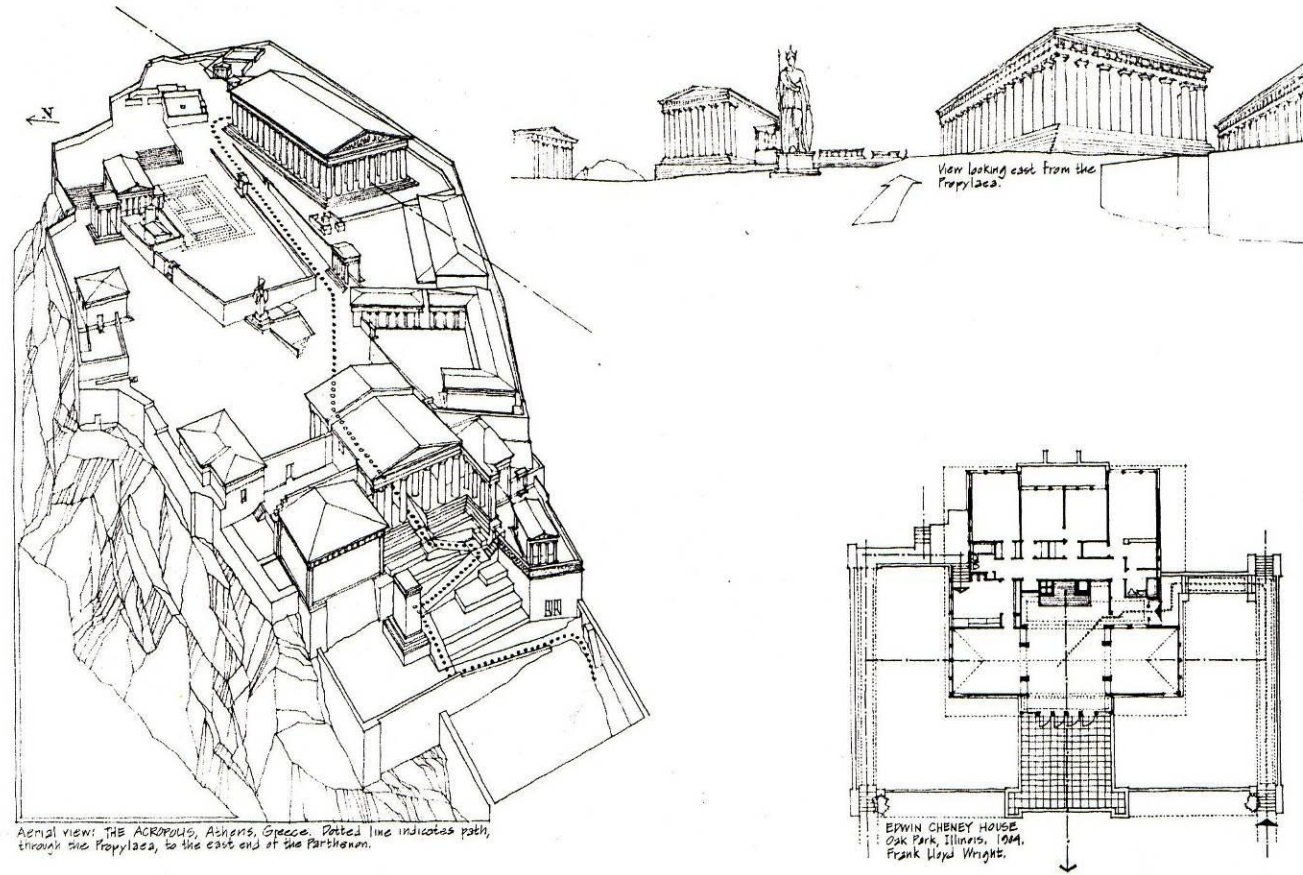 N
View looking east from the
Propylaea.
Aerial view: THE ACROPOLIS, Athens, Greece. Dotted line indicates path,
through the Propylaea, to the east end of the Parthenon.
EDWIN CHENEY HOUSE
Oak Park, Illinois. 1904.
Frank Lloyd Wright.